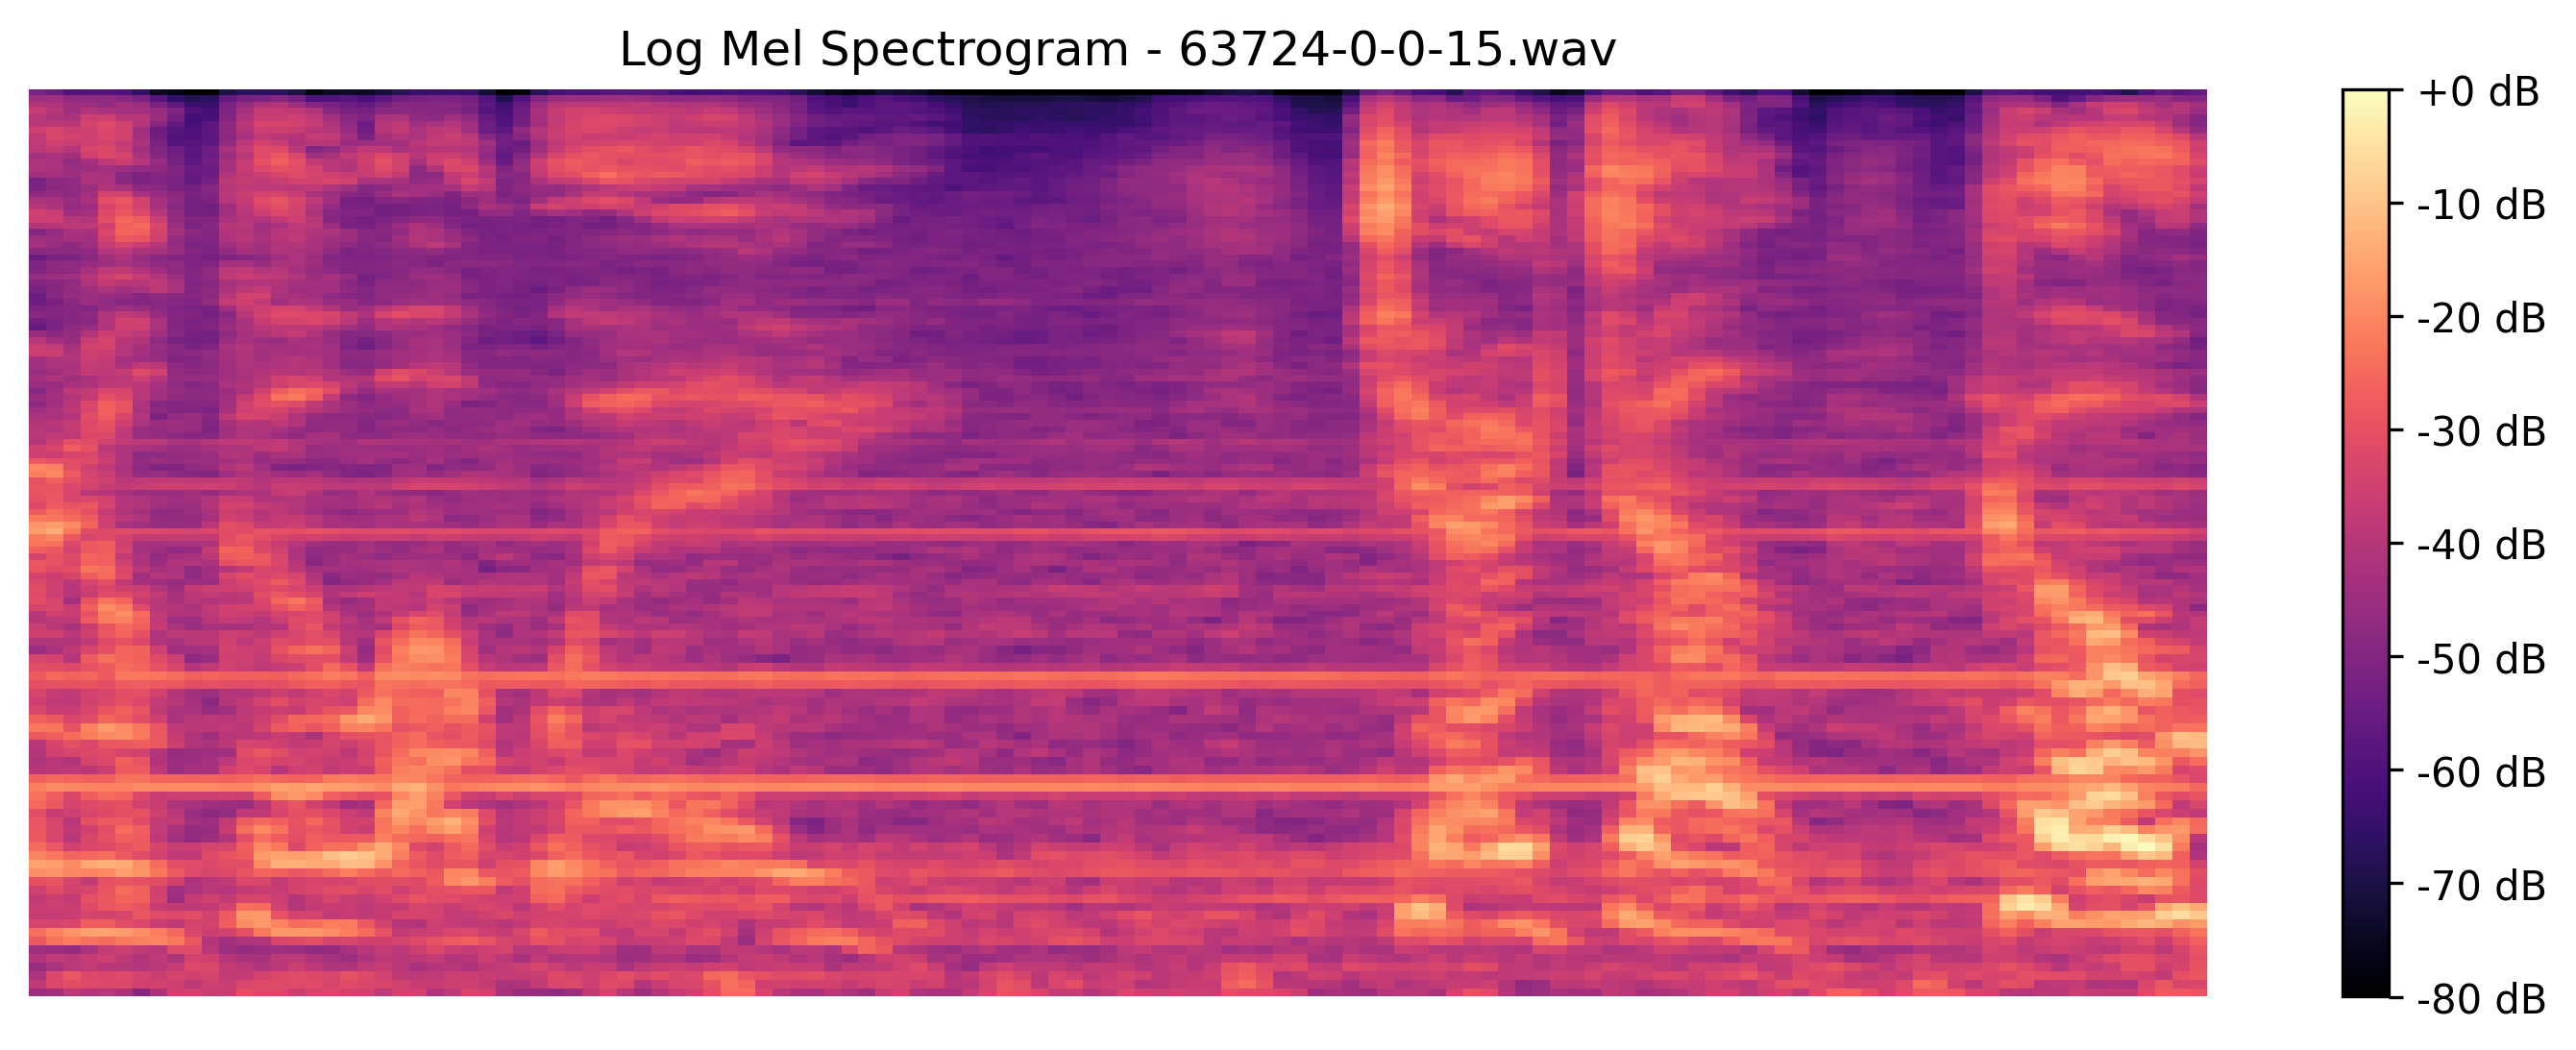 Log Mel Spectrogram - 63724-0-0-15.wav
+0 dB
-10 dB
-20 dB
-30 dB
-40 dB
-50 dB
-60 dB
-70 dB
-80 dB